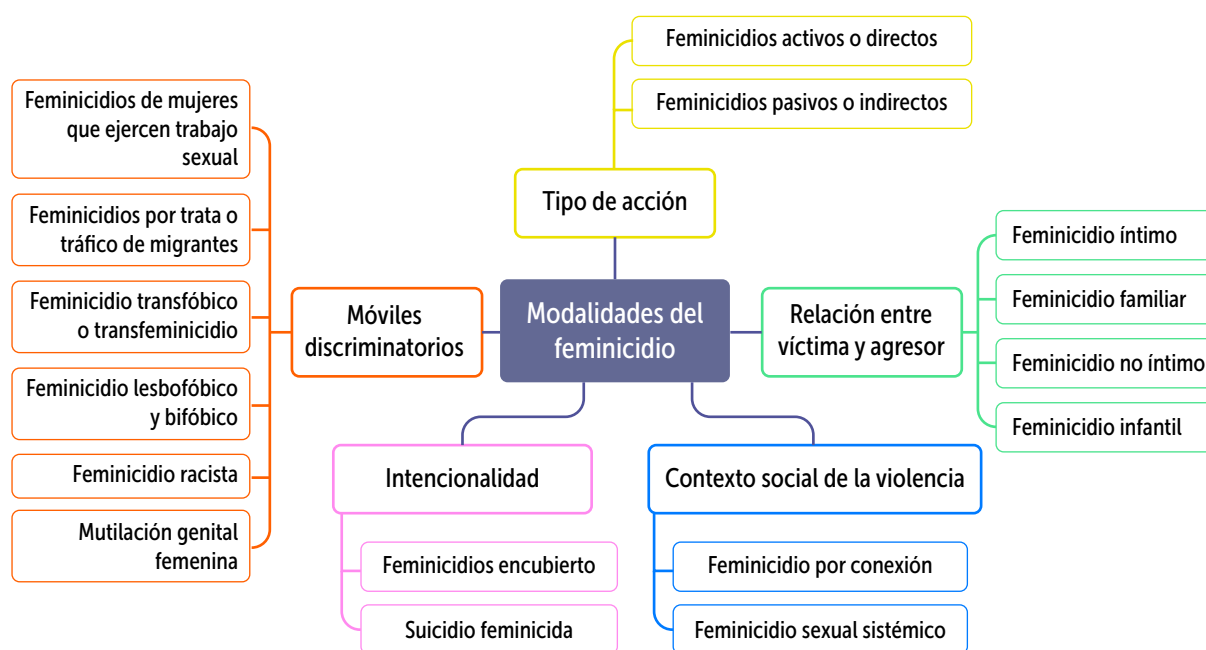 Feminicidios activos o directos
Feminicidios pasivos o indirectos
Tipo de acción
Modalidades del
feminicidio
Móviles
discriminatorios
Feminicidios de mujeres
que ejercen trabajo
sexual
Feminicidios por trata o
tráfico de migrantes
Feminicidio transfóbico
o transfeminicidio
Feminicidio lesbofóbico
y bifóbico
Feminicidio racista
Mutilación genital
femenina
Relación entre
víctima y agresor
Feminicidio íntimo
Feminicidio familiar
Feminicidio no íntimo
Feminicidio infantil
Intencionalidad
Feminicidios encubierto
Suicidio feminicida
Contexto social de la violencia
Feminicidio por conexión
Feminicidio sexual sistémico